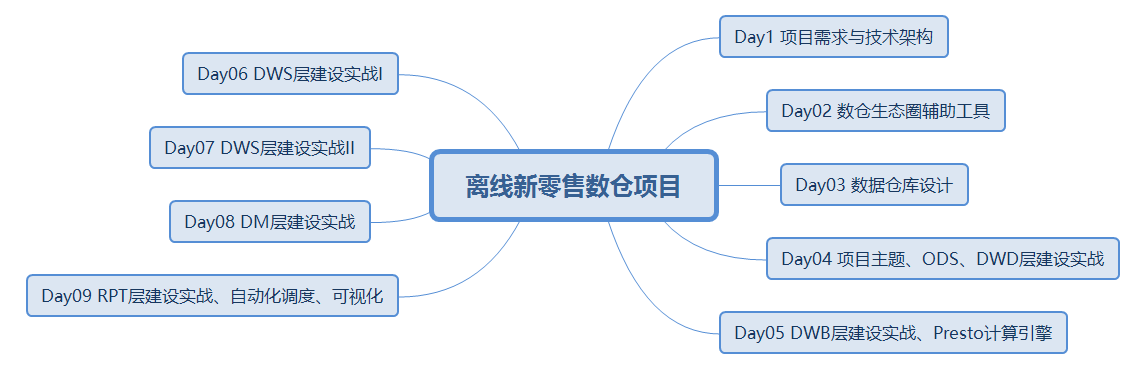 离线新零售数仓项目
Day1 项目需求与技术架构
Day02 数仓生态圈辅助工具
Day03 数据仓库设计
Day04 项目主题、ODS、DWD层建设实战
Day05 DWB层建设实战、Presto计算引擎
Day06 DWS层建设实战I
Day07 DWS层建设实战II
Day08 DM层建设实战
Day09 RPT层建设实战、自动化调度、可视化